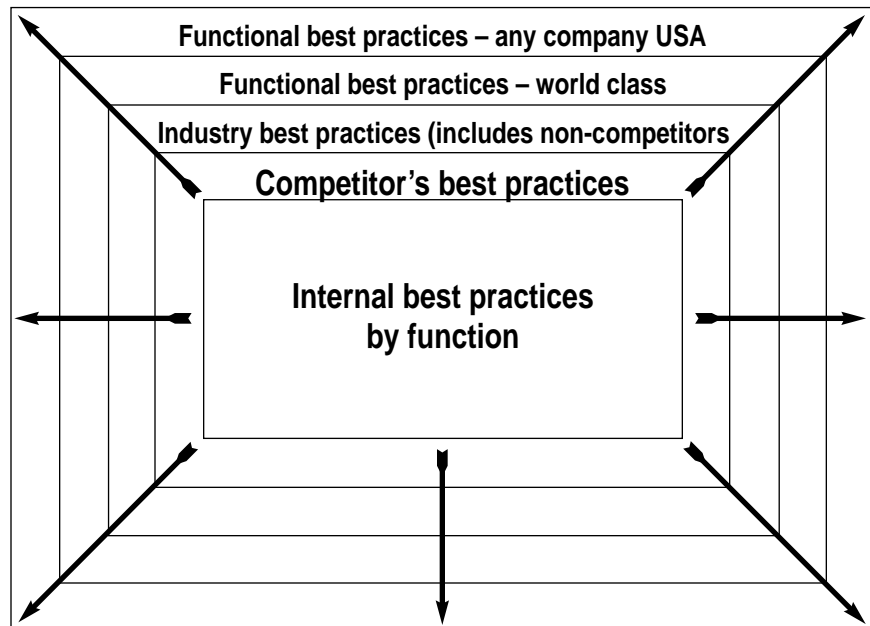 Functional best practices – any company USA
Functional best practices – world class
Industry best practices (includes non-competitors
Competitor’s best practices
Internal best practices
by function